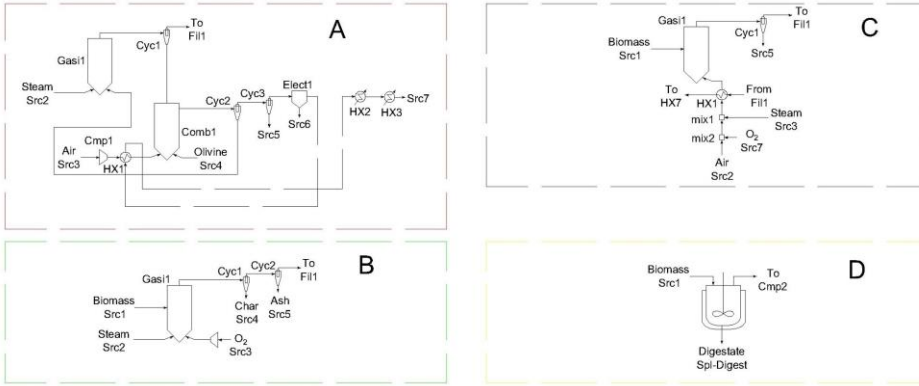 A
To
Fil1
Cyc1
Gasi1
Steam
Src2
Cyc2
Cyc3
Elect1
Src5
Src6
HX2
HX3
Src7
Comb1
Cmp1
Air
Src3
HX1
Olivine
Src4
B
Gasi1
Cyc1
Cyc2
To
Fil1
Biomass
Src1
Char
Src4
Ash
Src5
Steam
Src2
O2
Src3
C
To
Fil1
Gasi1
Cyc1
Src5
Biomass
Src1
To
HX7
HX1
From
Fil1
mix1
Steam
Src3
mix2
O2
Src7
Air
Src2
D
Biomass
Src1
To
Cmp2
Digestate
Spl-Digest